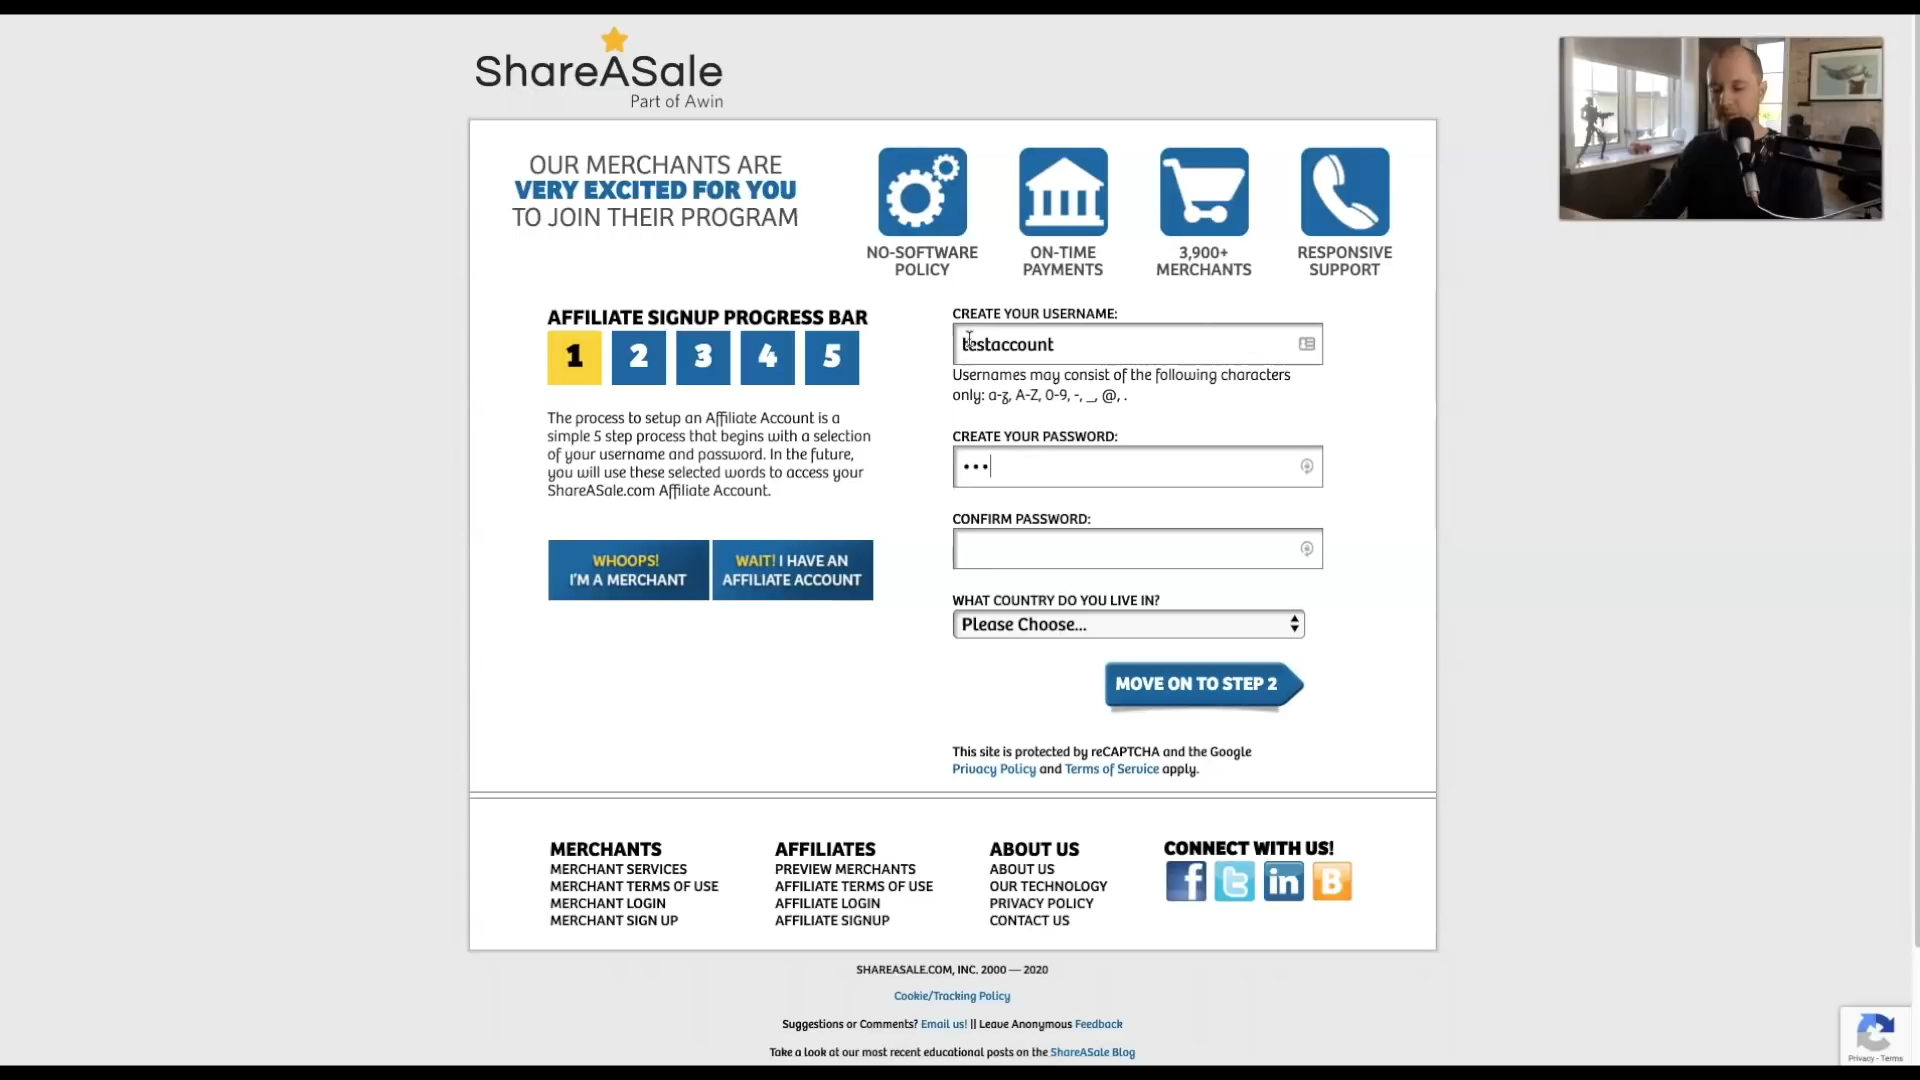 ShareASale
Part of Awin
OUR MERCHANTS ARE
VERY EXCITED FOR YOU
TO JOIN THEIR PROGRAM
NO-SOFTWARE
POLICY
ON-TIME
PAYMENTS
3,900+
MERCHANTS
RESPONSIVE
SUPPORT
AFFILIATE SIGNUP PROGRESS BAR
1 2 3 4 5
The process to setup an Affiliate Account is a
simple 5 step process that begins with a selection
of your username and password. In the future,
you will use these selected words to access your
ShareASale.com Affiliate Account.
WHOOPS!
I'M A MERCHANT
WAIT! I HAVE AN
AFFILIATE ACCOUNT
CREATE YOUR USERNAME:
testaccount
Usernames may consist of the following characters
only: a-z, A-Z, 0-9, -, _, @, .
CREATE YOUR PASSWORD:
•••
CONFIRM PASSWORD:
WHAT COUNTRY DO YOU LIVE IN?
Please Choose...
MOVE ON TO STEP 2
This site is protected by reCAPTCHA and the Google
Privacy Policy and Terms of Service apply.
MERCHANTS
MERCHANT SERVICES
MERCHANT TERMS OF USE
MERCHANT LOGIN
MERCHANT SIGN UP
AFFILIATES
PREVIEW MERCHANTS
AFFILIATE TERMS OF USE
AFFILIATE LOGIN
AFFILIATE SIGNUP
ABOUT US
ABOUT US
OUR TECHNOLOGY
PRIVACY POLICY
CONTACT US
CONNECT WITH US!
SHAREASALE.COM, INC. 2000 — 2020
Cookie/Tracking Policy
Suggestions or Comments? Email us! || Leave Anonymous Feedback
Take a look at our most recent educational posts on the ShareASale Blog
Privacy - Terms